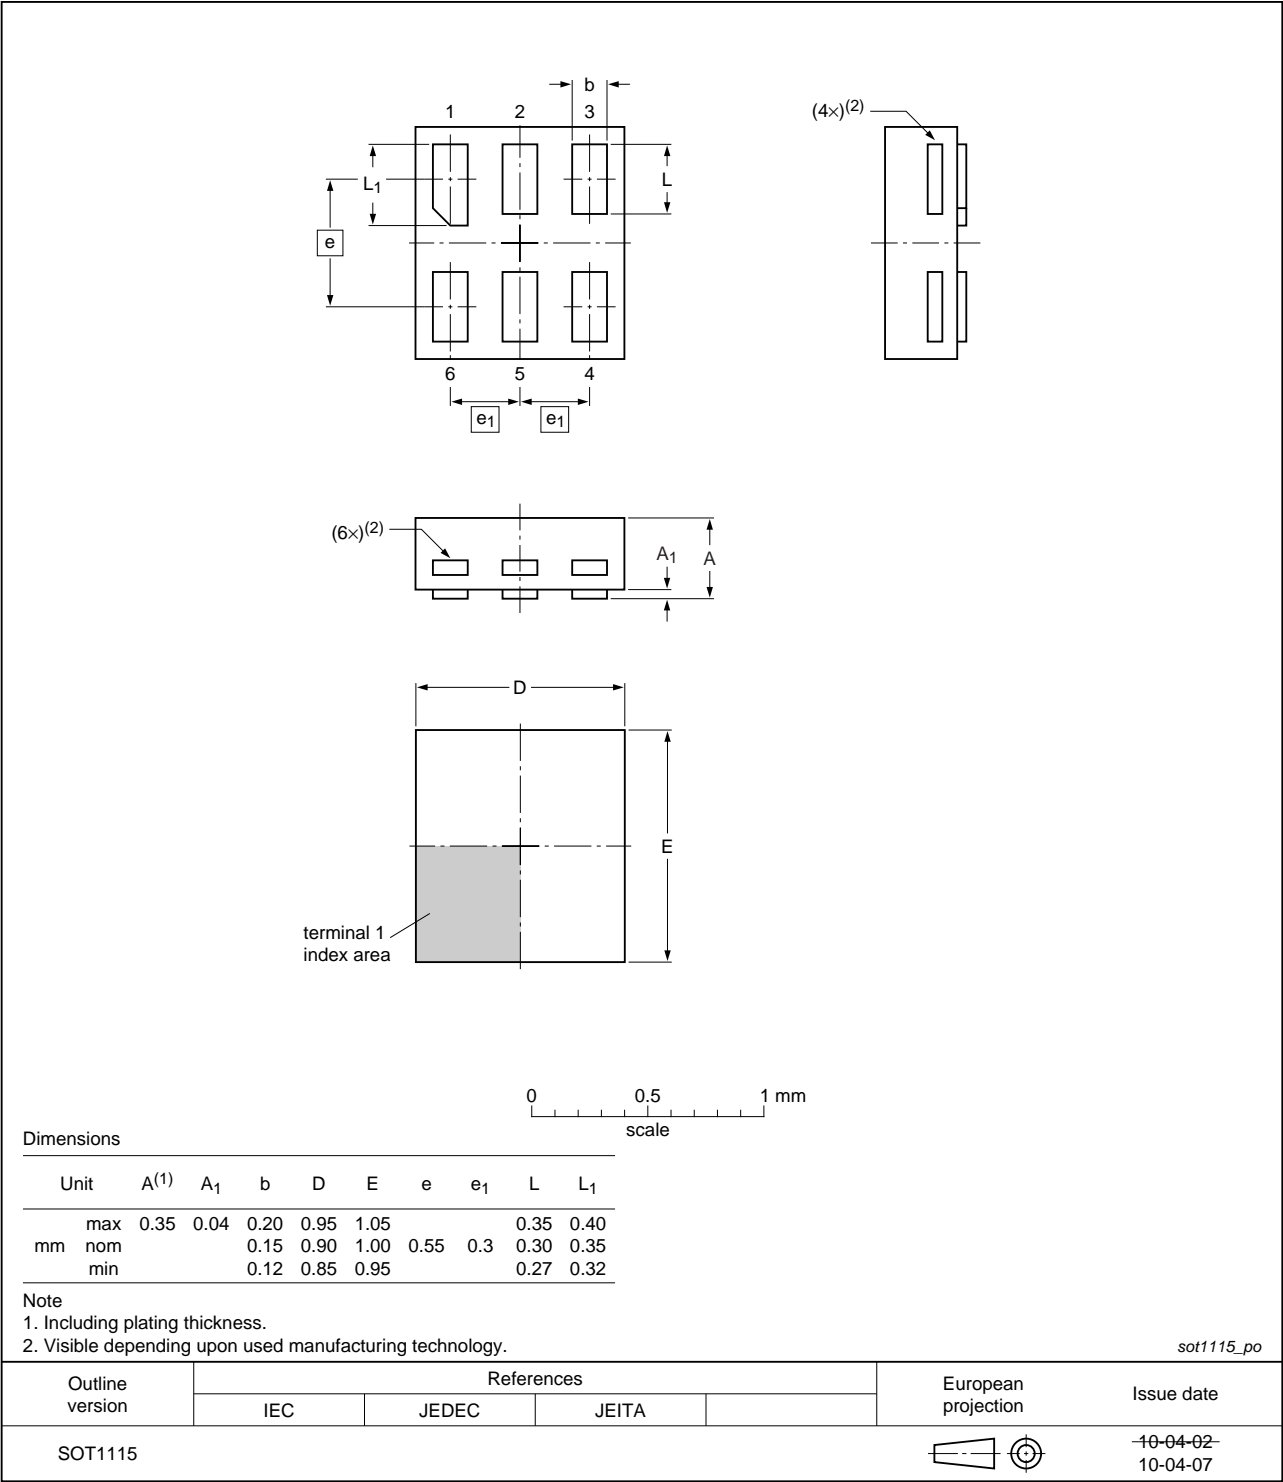 b
1 2 3
(4×)(2)
L1
L
e
6 5 4
e1 e1
(6×)(2)
A1 A
D
E
terminal 1
index area
0 0.5 1 mm
scale
Dimensions
Unit A(1) A1 b D E e e1 L L1
max 0.35 0.04 0.20 0.95 1.05 0.35 0.40
mm nom 0.15 0.90 1.00 0.55 0.3 0.30 0.35
min 0.12 0.85 0.95 0.27 0.32
Note
1. Including plating thickness.
2. Visible depending upon used manufacturing technology.
sot1115_po
Outline version References European projection Issue date
IEC JEDEC JEITA
SOT1115
10-04-02
10-04-07